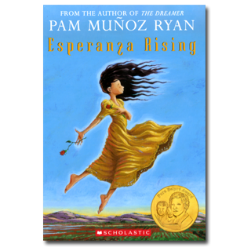 FROM THE AUTHOR OF THE DREAMER
PAM MUÑOZ RYAN
Esperanza Rising
SCHOLASTIC